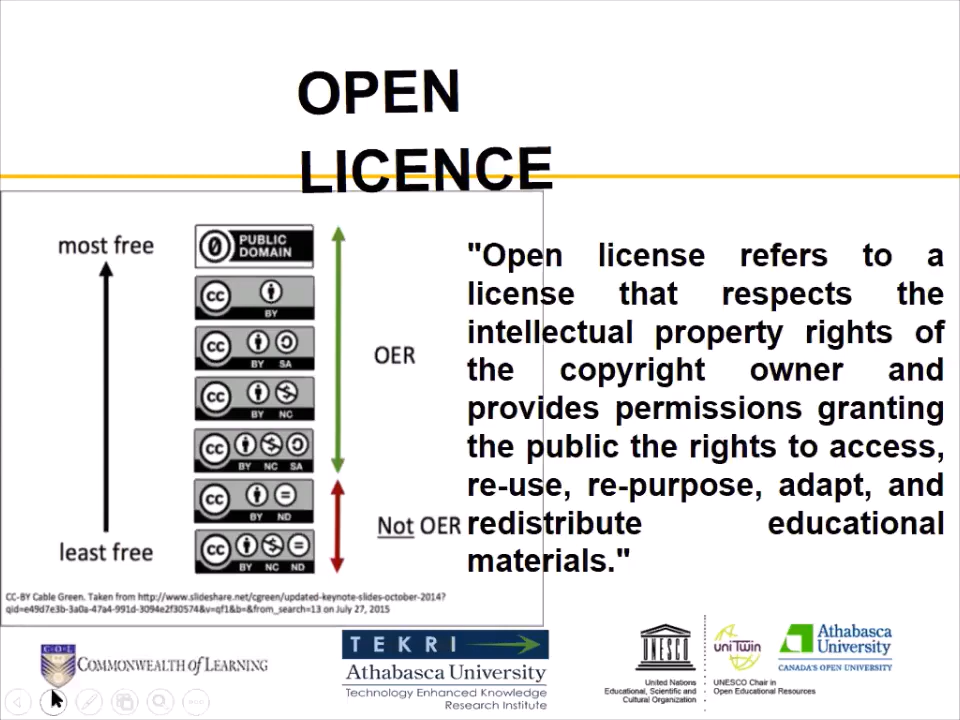 OPEN
LICENCE
most free
PUBLIC
DOMAIN
cc
BY
cc
BY SA
OER
cc
BY NC
cc
BY NC SA
cc
BY ND
Not OER
cc
BY NC ND
least free
CC-BY Cable Green. Taken from http://www.slideshare.net/cgreen/updated-keynote-slides-october-2014?
qid=e49d7e3b-3a0a-47a4-991d-3094e2f30574&v=qf1&b=&from_search=13 on July 27, 2015
"Open license refers to a
license that respects the
intellectual property rights of
the copyright owner and
provides permissions granting
the public the rights to access,
re-use, re-purpose, adapt, and
redistribute educational
materials."
C·O·L
COMMONWEALTH of LEARNING
TEKRI
Athabasca University
Technology Enhanced Knowledge
Research Institute
UNESCO
United Nations
Educational, Scientific and
Cultural Organization
uniTwin
UNESCO Chair in
Open Educational Resources
Athabasca
University
CANADA'S OPEN UNIVERSITY